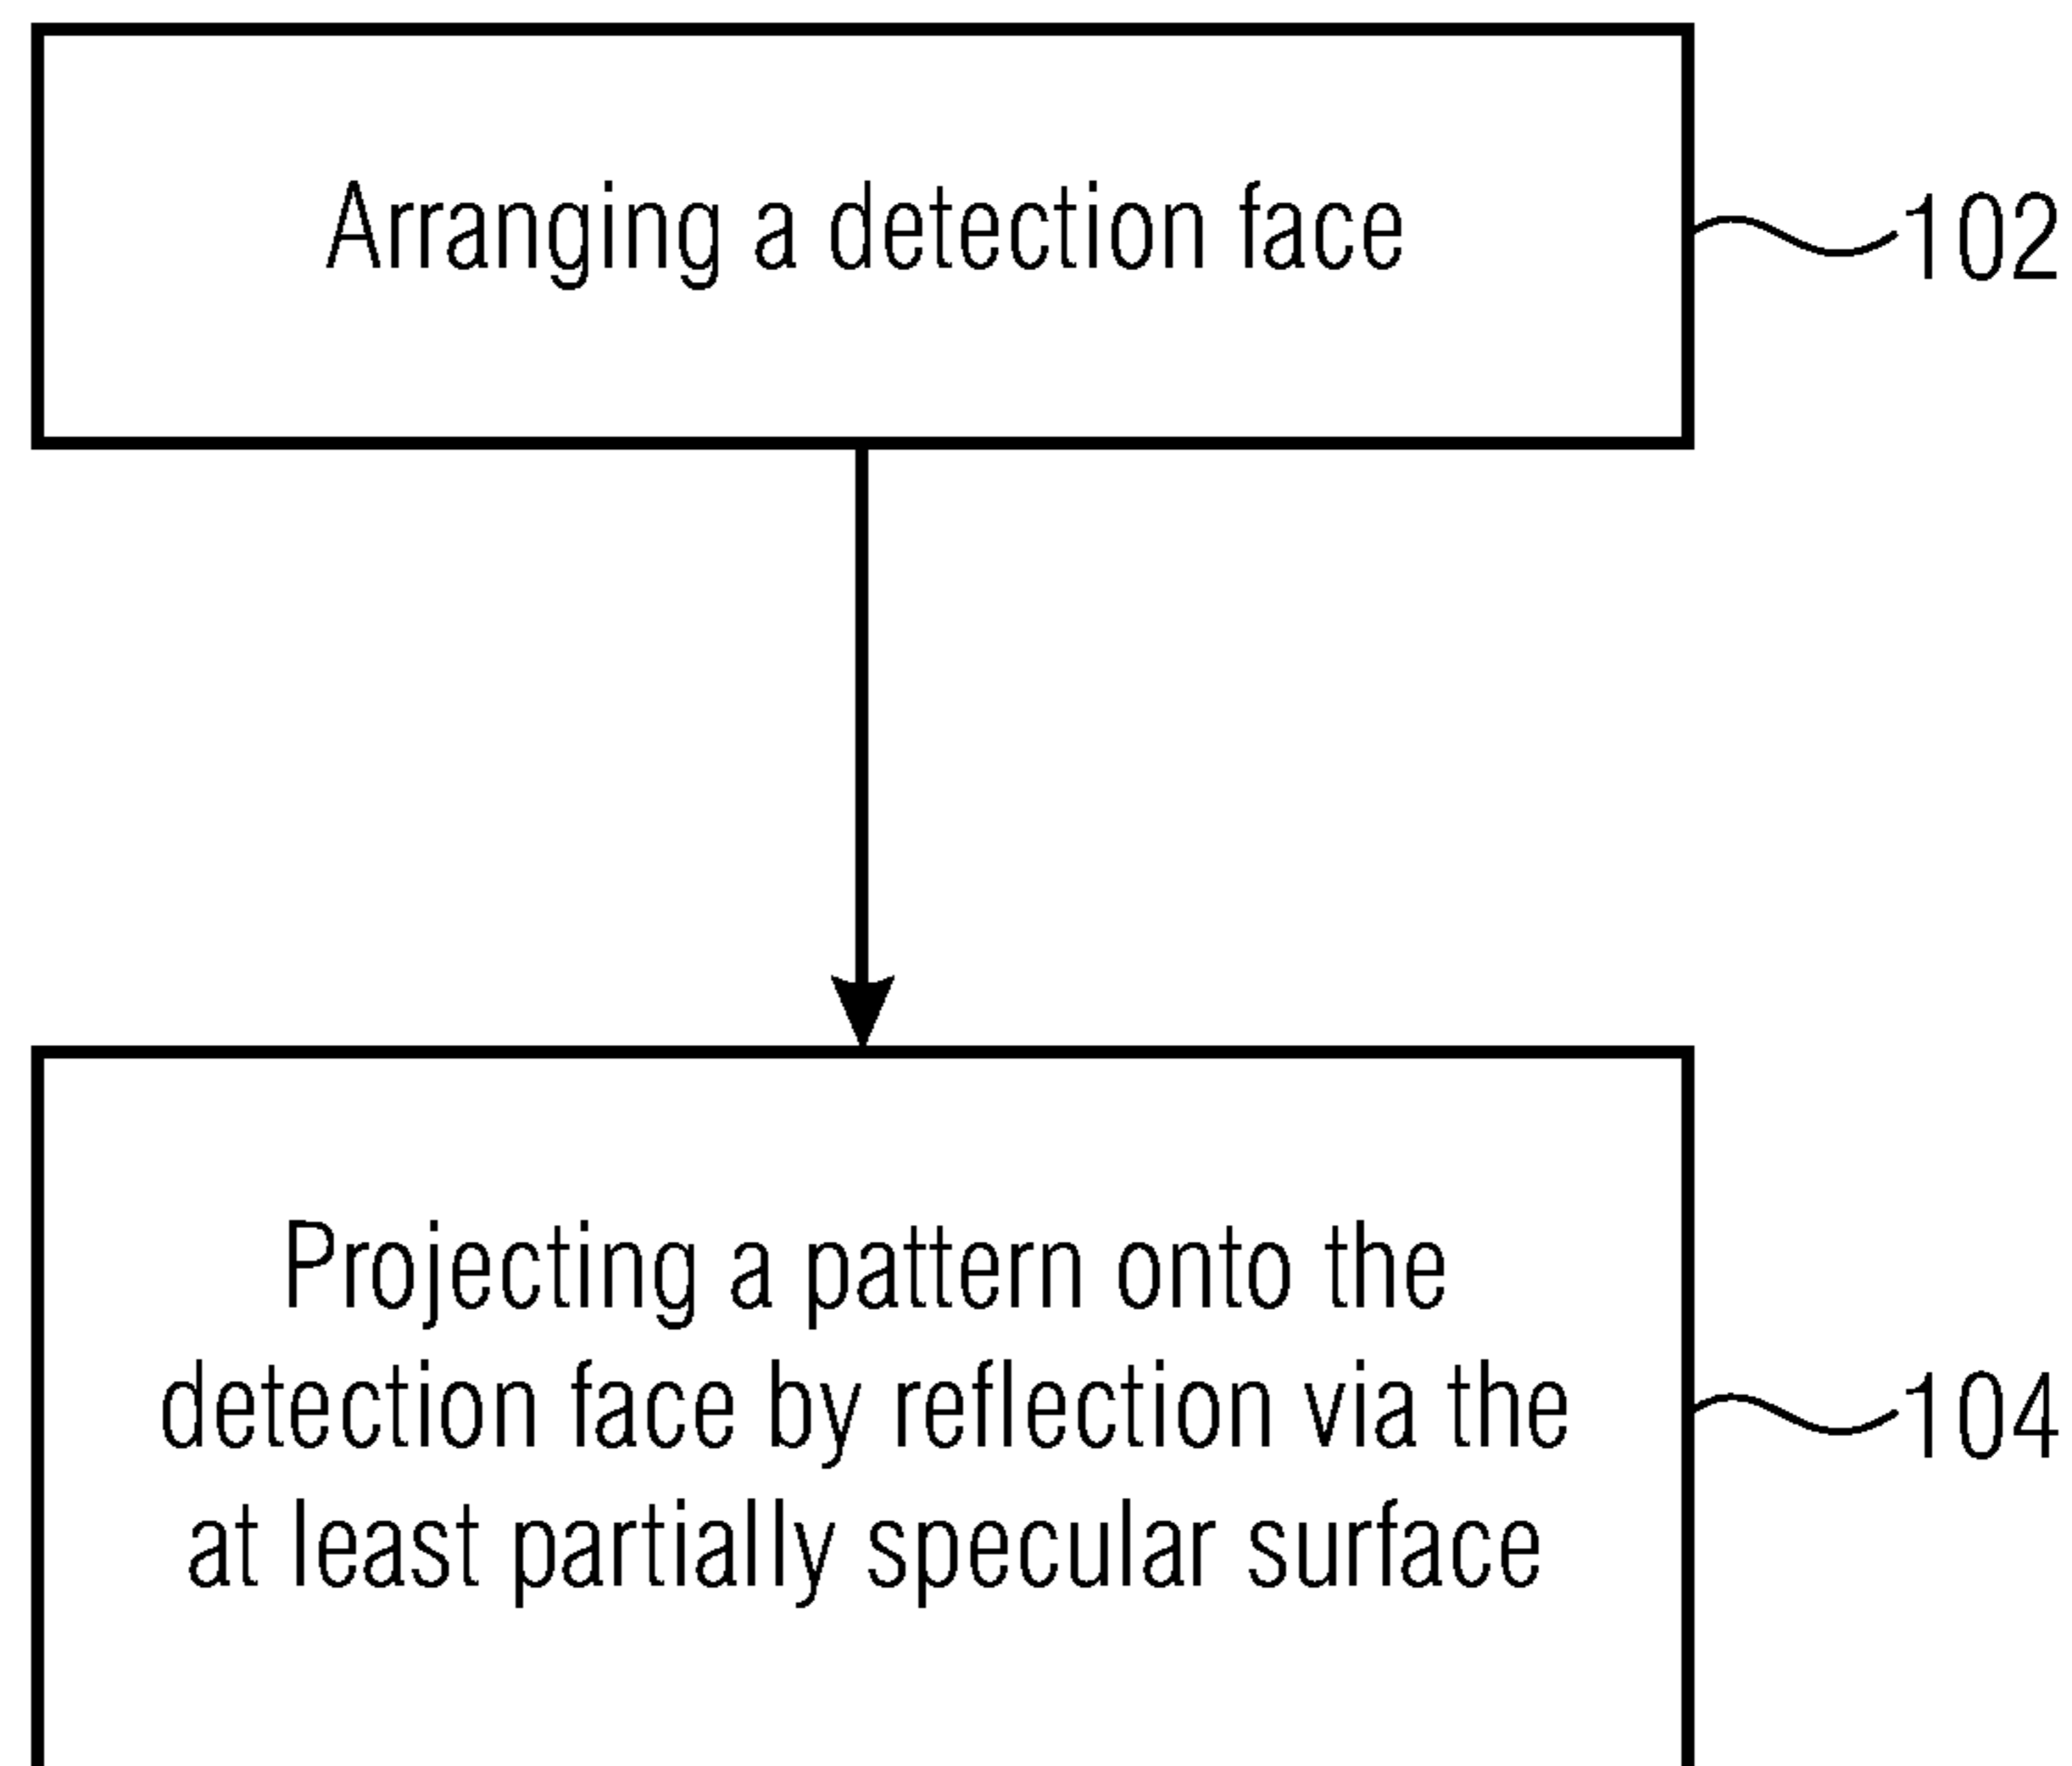 Arranging a detection face
102
Projecting a pattern onto the
detection face by reflection via the
at least partially specular surface
104